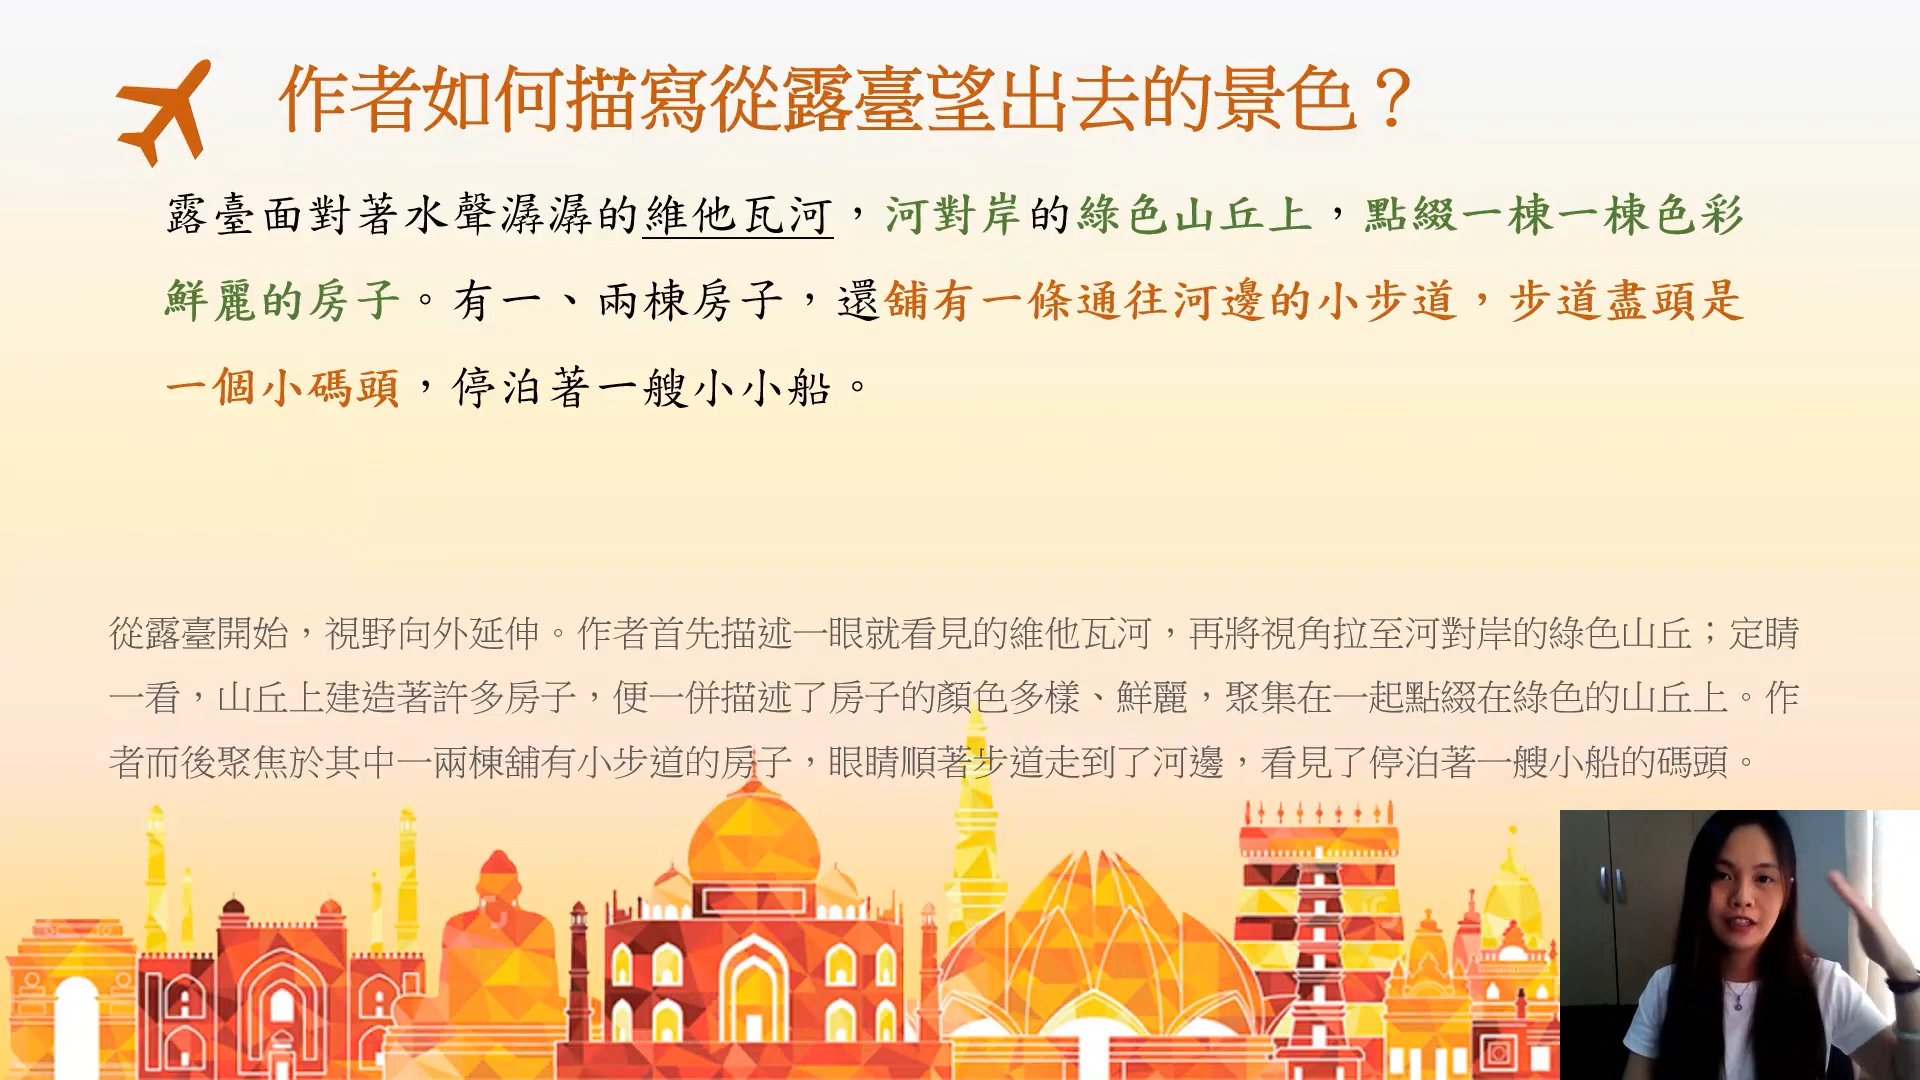 作者如何描寫從露臺望出去的景色？
露臺面對著水聲潺潺的維他瓦河，河對岸的綠色山丘上，點綴一棟一棟色彩
鮮麗的房子。有一、兩棟房子，還舖有一條通往河邊的小步道，步道盡頭是
一個小碼頭，停泊著一艘小小船。
從露臺開始，視野向外延伸。作者首先描述一眼就看見的維他瓦河，再將視角拉至河對岸的綠色山丘；定睛
一看，山丘上建造著許多房子，便一併描述了房子的顏色多樣、鮮麗，聚集在一起點綴在綠色的山丘上。作
者而後聚焦於其中一兩棟舖有小步道的房子，眼睛順著步道走到了河邊，看見了停泊著一艘小船的碼頭。